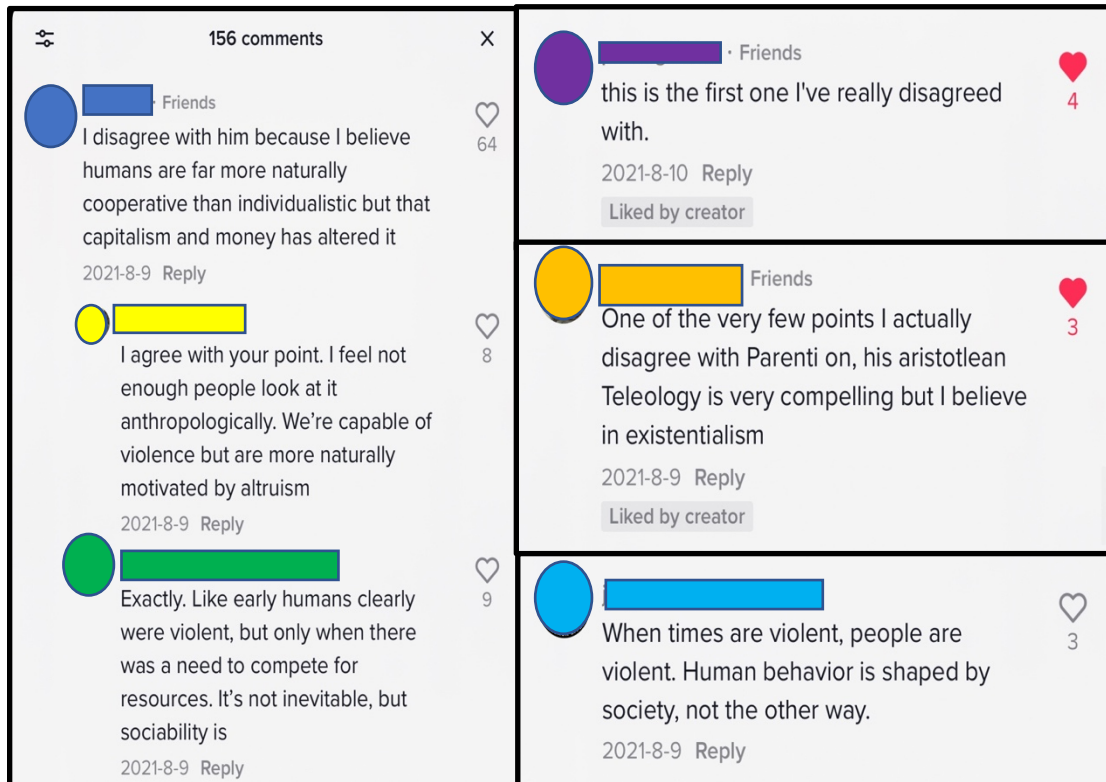 156 comments
X
Friends
I disagree with him because I believe
humans are far more naturally
cooperative than individualistic but that
capitalism and money has altered it
64
2021-8-9 Reply
I agree with your point. I feel not
enough people look at it
anthropologically. We're capable of
violence but are more naturally
motivated by altruism
8
2021-8-9 Reply
Exactly. Like early humans clearly
were violent, but only when there
was a need to compete for
resources. It's not inevitable, but
sociability is
9
2021-8-9 Reply
· Friends
this is the first one I've really disagreed
with.
4
2021-8-10 Reply
Liked by creator
Friends
One of the very few points I actually
disagree with Parenti on, his aristotlean
Teleology is very compelling but I believe
in existentialism
3
2021-8-9 Reply
Liked by creator
When times are violent, people are
violent. Human behavior is shaped by
society, not the other way.
3
2021-8-9 Reply